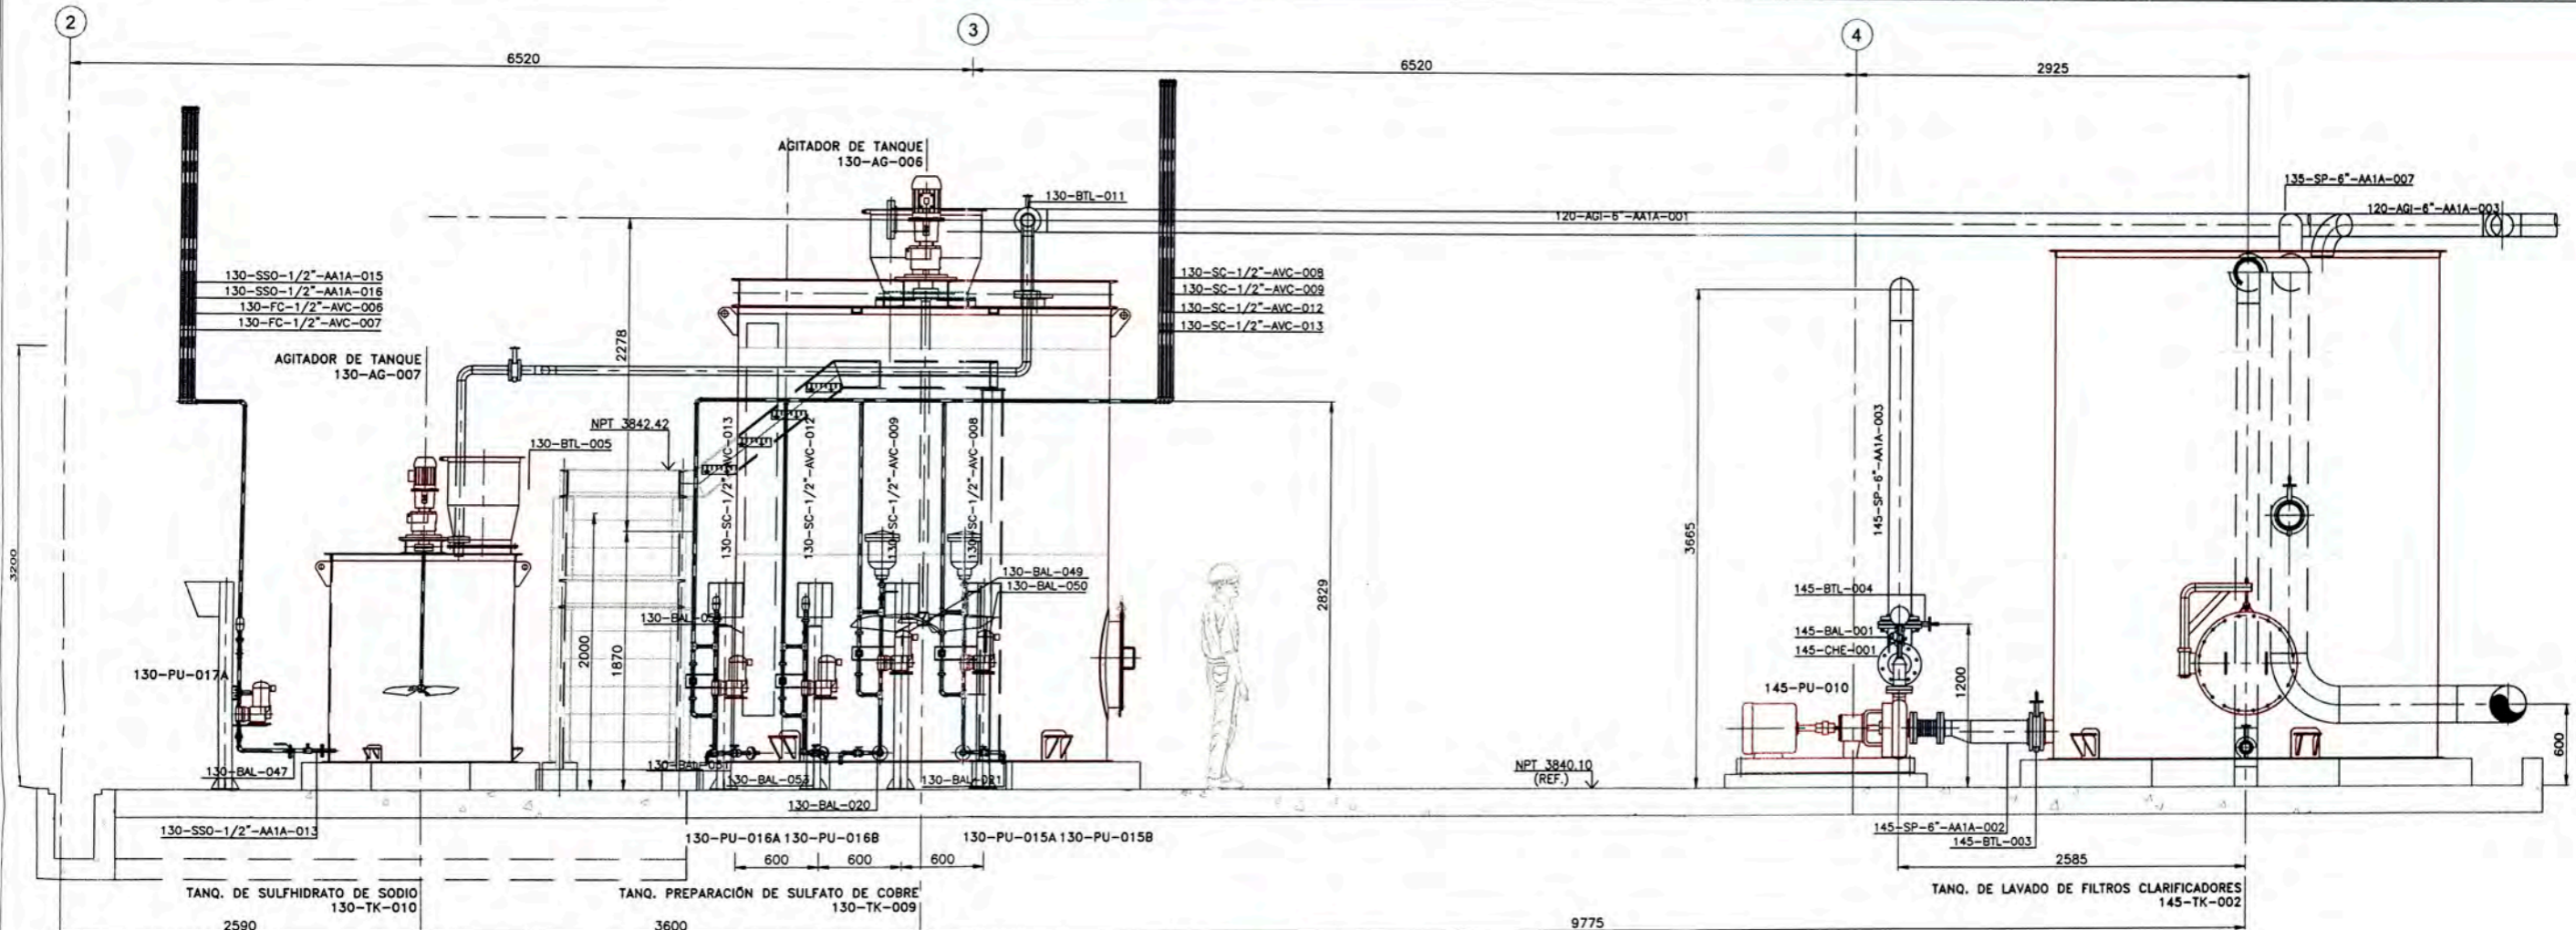 2
3
4
6520
6520
2925
AGITADOR DE TANQUE
130-AG-006
130-BTL-011
135-SP-6"-AA1A-007
120-AGI-6"-AA1A-001
120-AGI-6"-AA1A-003
130-SSO-1/2"-AA1A-015
130-SSO-1/2"-AA1A-016
130-FC-1/2"-AVC-006
130-FC-1/2"-AVC-007
130-SC-1/2"-AVC-008
130-SC-1/2"-AVC-009
130-SC-1/2"-AVC-012
130-SC-1/2"-AVC-013
2278
AGITADOR DE TANQUE
130-AG-007
NPT 3842.42
130-BTL-005
130-SC-1/2"-AVC-013
130-SC-1/2"-AVC-012
130-SC-1/2"-AVC-009
130-SC-1/2"-AVC-008
145-SP-6"-AA1A-003
3200
3665
2829
2000
1870
130-BAL-049
130-BAL-050
145-BTL-004
145-BAL-001
145-CHE-001
1200
130-PU-017A
145-PU-010
600
130-BAL-047
130-BAL-051
130-BAL-053
130-BAL-021
130-BAL-020
NPT 3840.10
(REF.)
130-SSO-1/2"-AA1A-013
130-PU-016A 130-PU-016B
130-PU-015A 130-PU-015B
145-SP-6"-AA1A-002
145-BTL-003
600
600
600
2585
TANQ. DE SULFHIDRATO DE SODIO
130-TK-010
TANQ. PREPARACIÓN DE SULFATO DE COBRE
130-TK-009
TANQ. DE LAVADO DE FILTROS CLARIFICADORES
145-TK-002
2590
3600
9775